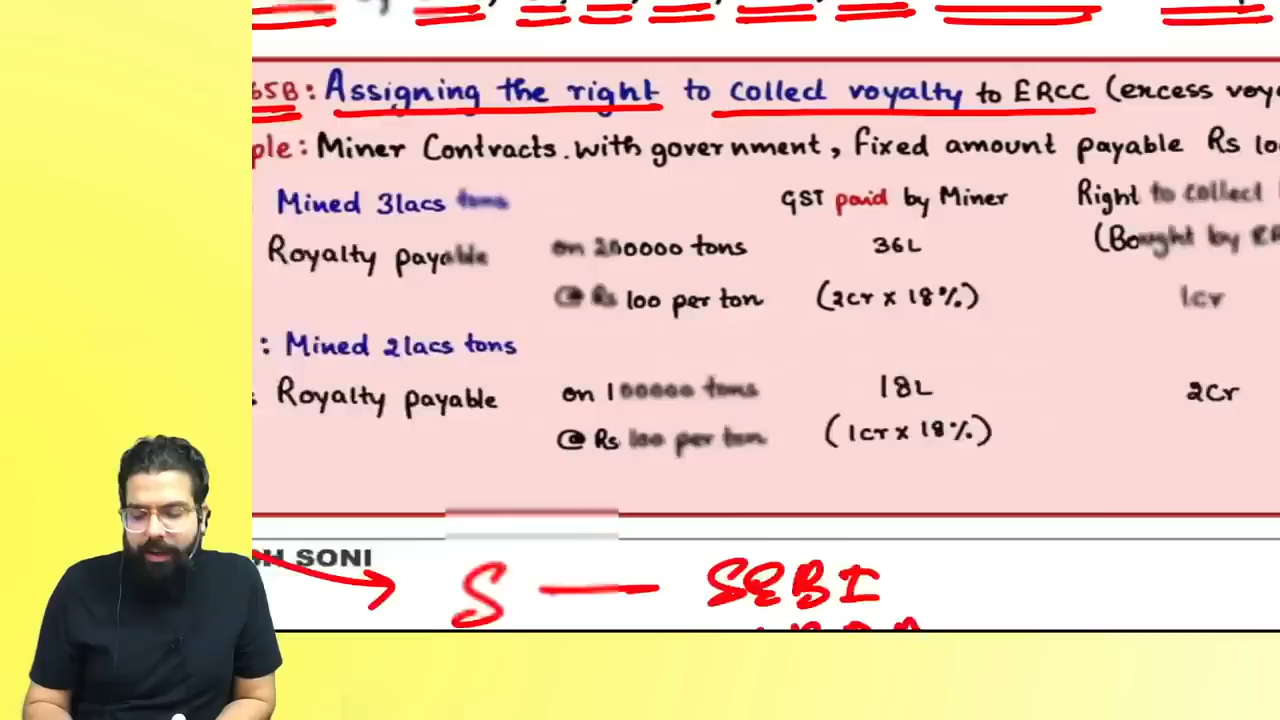 65B: Assigning the right to colled royalty to ERCC (excess roya
ple: Miner Contracts. with government, fixed amount payable Rs 10
Mined 3lacs tons GST paid by Miner Right to collect
Royalty payable on 200000 tons 36L (Bought by ER
@ Rs 100 per ton (2cr x 18%) 1cr
: Mined 2lacs tons
Royalty payable on 100000 tons 18L 2Cr
@ Rs 100 per ton (1cr x 18%)
H SONI
S — SEBI